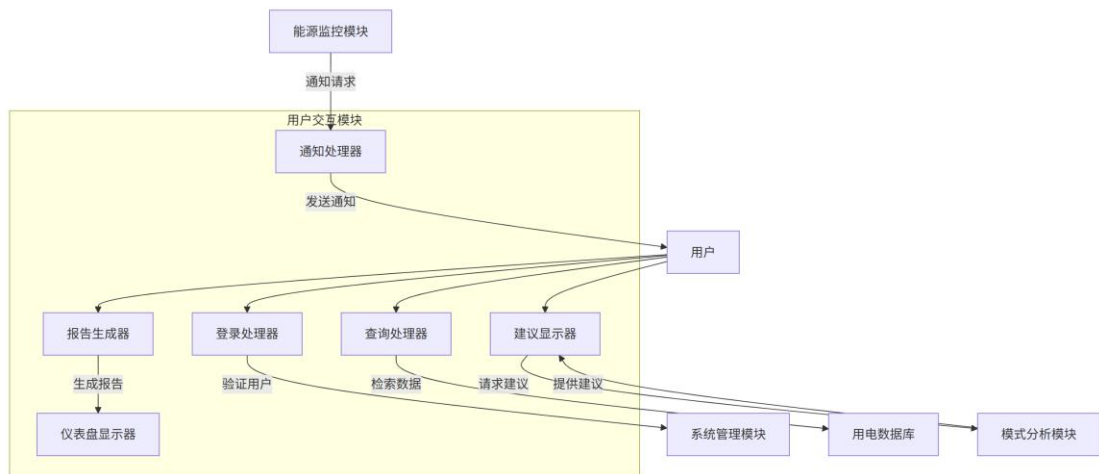 能源监控模块
通知请求
用户交互模块
通知处理器
发送通知
用户
报告生成器
登录处理器
查询处理器
建议显示器
生成报告
验证用户
检索数据
请求建议
提供建议
仪表盘显示器
系统管理模块
用电数据库
模式分析模块